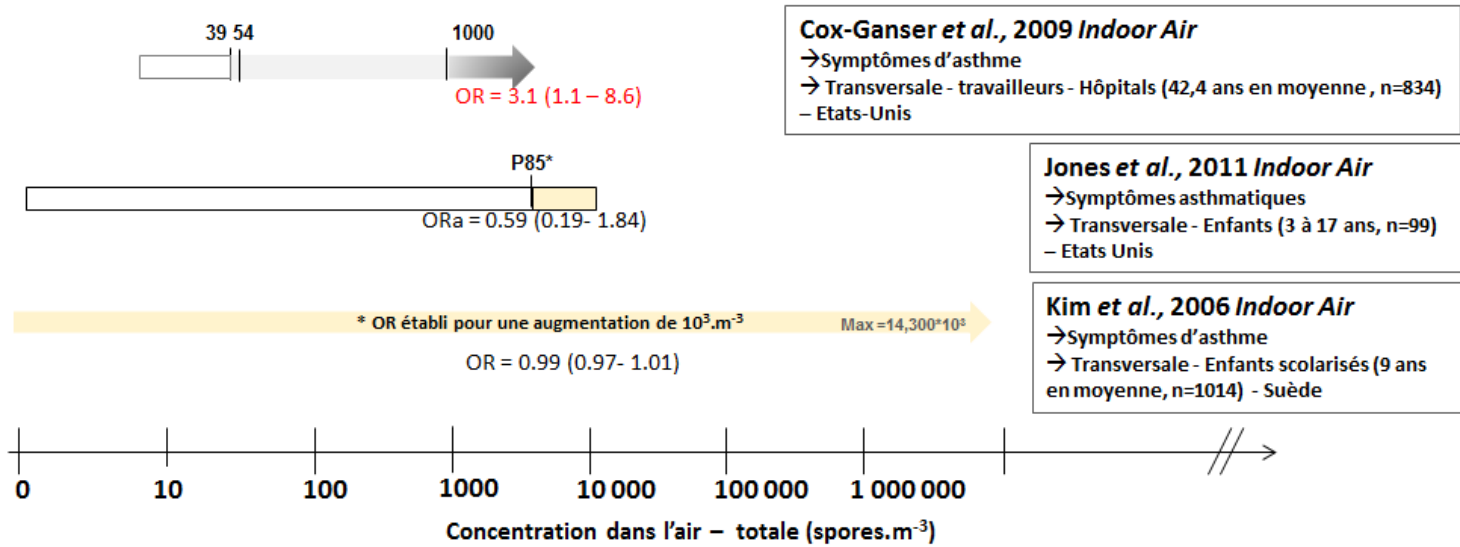 39 54
1000
OR = 3.1 (1.1 – 8.6)
Cox-Ganser et al., 2009 Indoor Air
→Symptômes d'asthme
→ Transversale - travailleurs - Hôpitals (42,4 ans en moyenne , n=834)
– Etats-Unis
P85*
ORa = 0.59 (0.19- 1.84)
Jones et al., 2011 Indoor Air
→Symptômes asthmatiques
→ Transversale - Enfants (3 à 17 ans, n=99)
– Etats Unis
* OR établi pour une augmentation de 10³.m⁻³
Max =14,300*10³
OR = 0.99 (0.97- 1.01)
Kim et al., 2006 Indoor Air
→Symptômes d'asthme
→ Transversale - Enfants scolarisés (9 ans
en moyenne, n=1014) - Suède
0 10 100 1000 10 000 100 000 1 000 000
Concentration dans l'air – totale (spores.m⁻³)